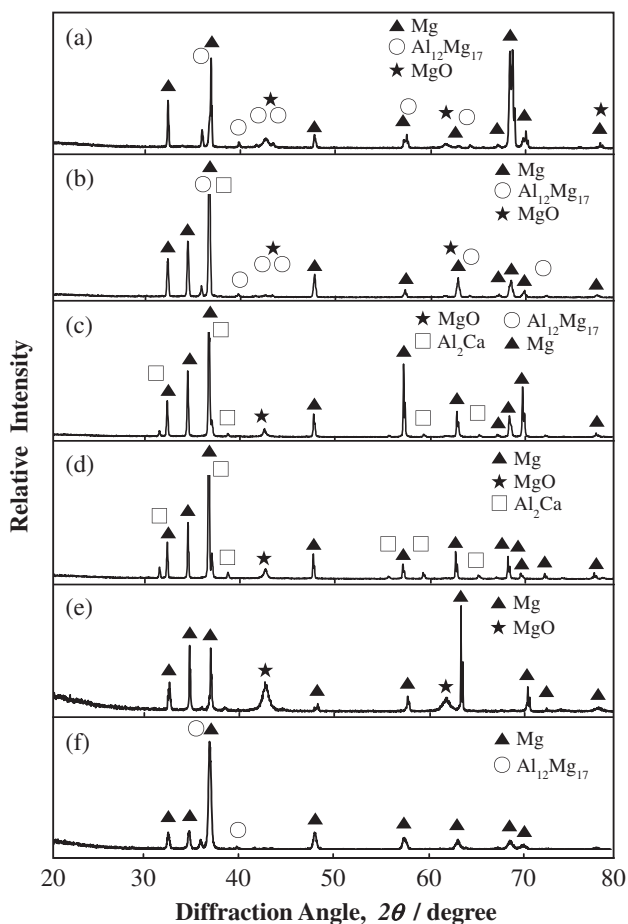 (a)
Mg
Al12Mg17
MgO
(b)
Mg
Al12Mg17
MgO
(c)
MgO Al12Mg17
Al2Ca Mg
(d)
Mg
MgO
Al2Ca
(e)
Mg
MgO
(f)
Mg
Al12Mg17
Relative Intensity
20 30 40 50 60 70 80
Diffraction Angle, 2θ / degree